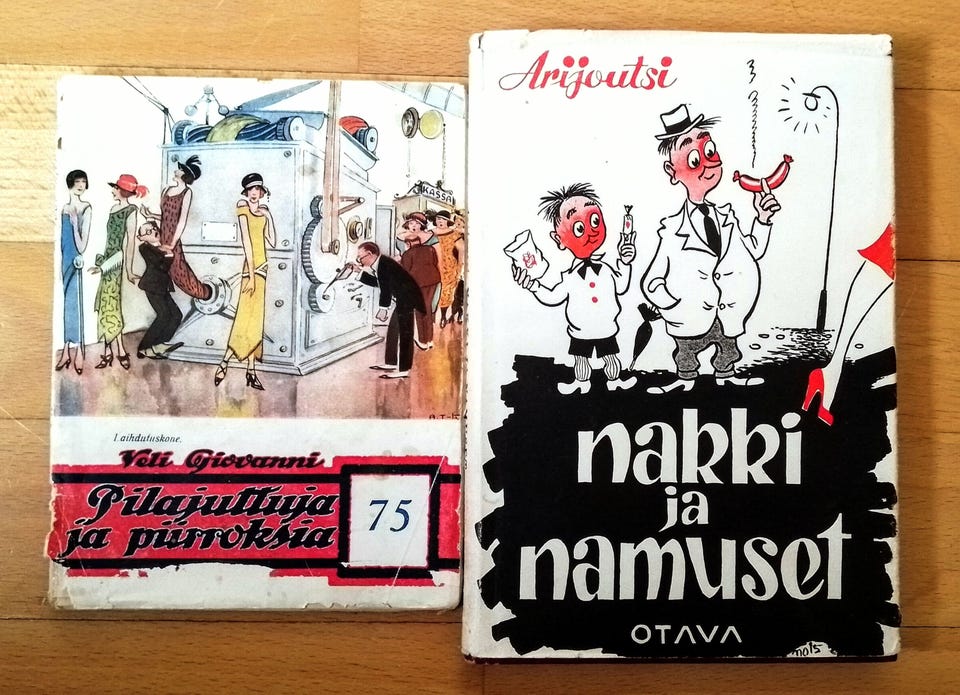 KASSA
Laihdutuskone.
Veli Giovanni
Pilajuttuja
ja piirroksia
75
Arijoutsi
nakki
ja
namuset
OTAVA